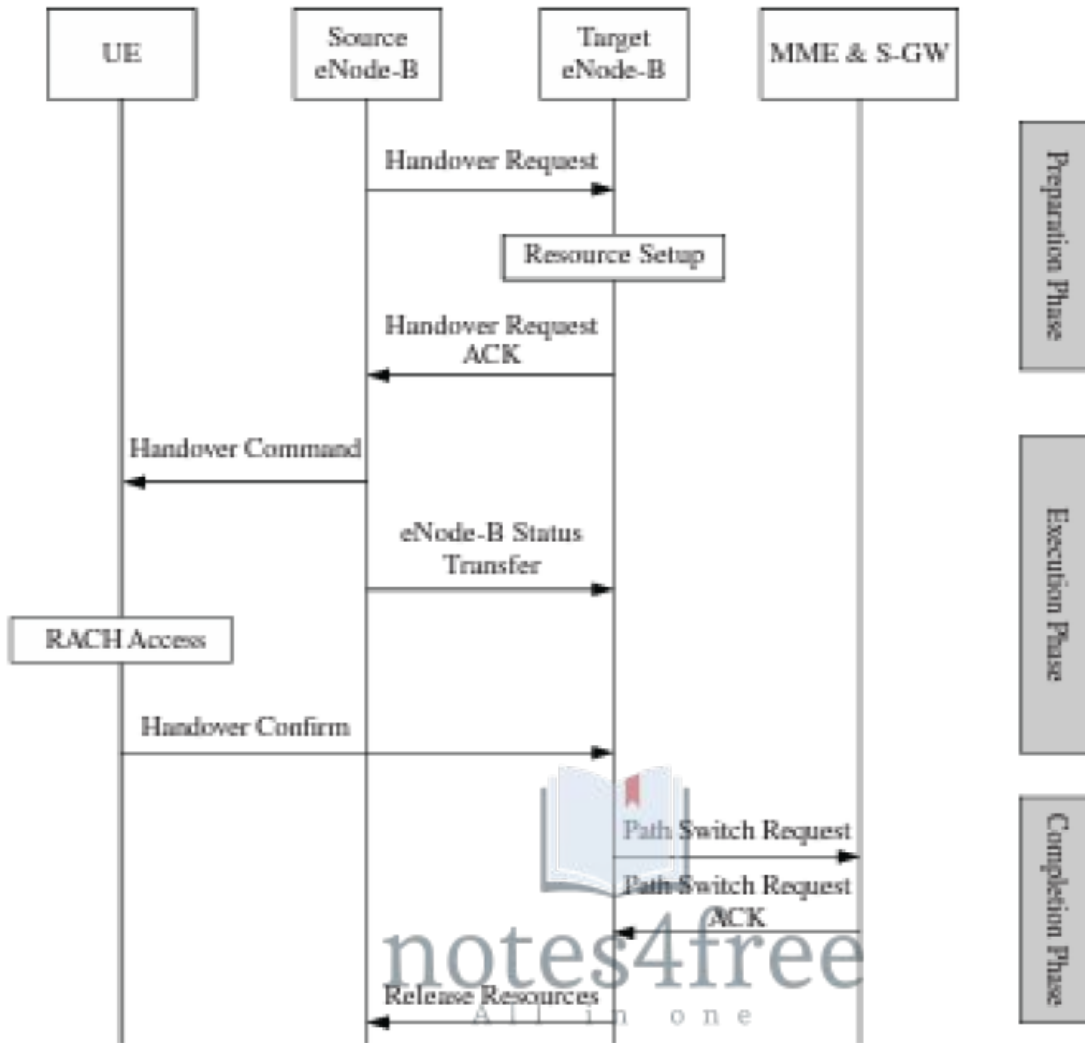 UE
Source
eNode-B
Target
eNode-B
MME & S-GW
Handover Request
Resource Setup
Handover Request
ACK
Preparation Phase
Handover Command
eNode-B Status
Transfer
RACH Access
Handover Confirm
Execution Phase
Path Switch Request
Path Switch Request
ACK
notes4free
Release Resources
All in one
Completion Phase